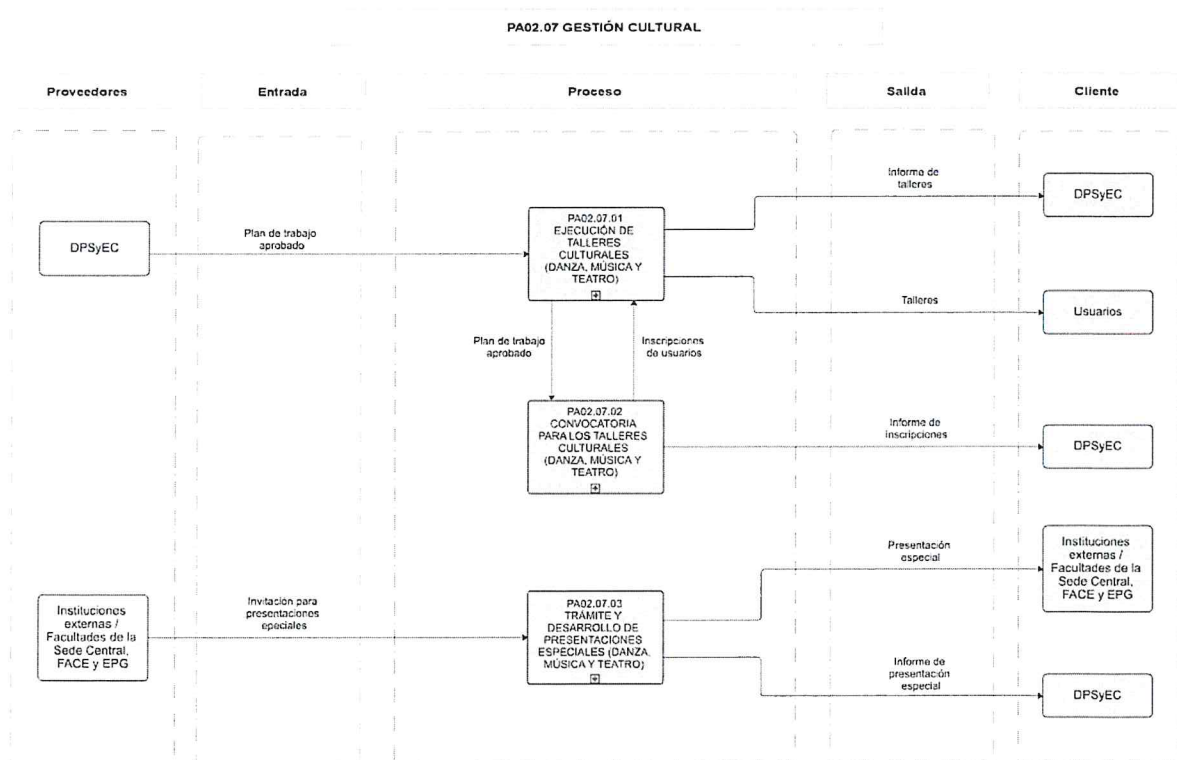 PA02.07 GESTIÓN CULTURAL
Proveedores
Entrada
Proceso
Salida
Cliente
DPSyEC
Plan de trabajo
aprobado
PA02.07.01
EJECUCIÓN DE
TALLERES
CULTURALES
(DANZA, MÚSICA Y
TEATRO)
Informe de
talleres
DPSyEC
Talleres
Usuarios
Plan de trabajo
aprobado
Inscripciones
de usuarios
PA02.07.02
CONVOCATORIA
PARA LOS TALLERES
CULTURALES
(DANZA, MÚSICA Y
TEATRO)
Informe de
inscripciones
DPSyEC
Instituciones
externas /
Facultades de la
Sede Central,
FACE y EPG
Invitación para
presentaciones
epeciales
PA02.07.03
TRÁMITE Y
DESARROLLO DE
PRESENTACIONES
ESPECIALES (DANZA,
MÚSICA Y TEATRO)
Presentación
especial
Instituciones
externas /
Facultades de la
Sede Central,
FACE y EPG
Informe de
presentación
especial
DPSyEC